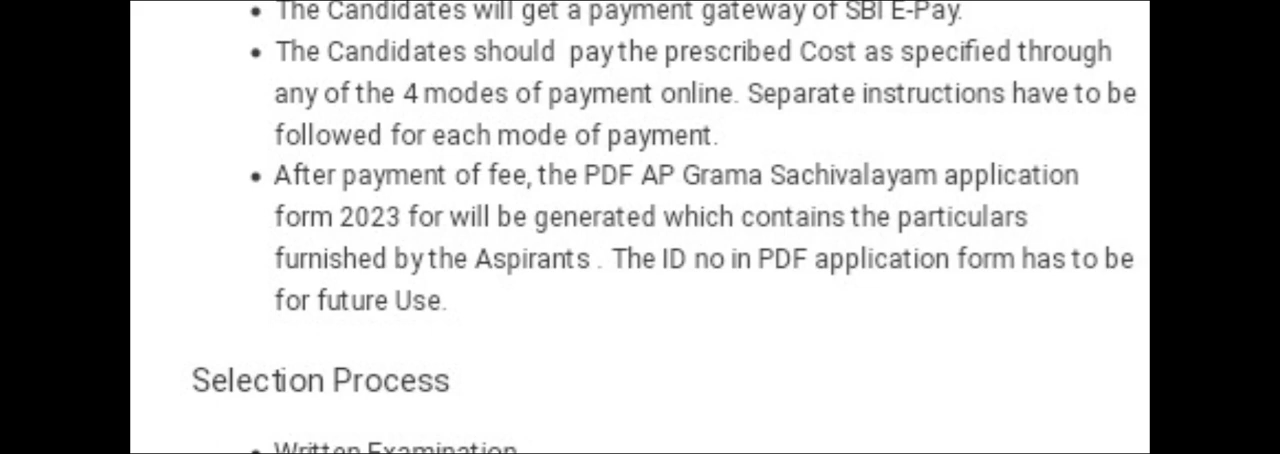 The Candidates will get a payment gateway of SBI E-Pay.
The Candidates should pay the prescribed Cost as specified through
any of the 4 modes of payment online. Separate instructions have to be
followed for each mode of payment.
After payment of fee, the PDF AP Grama Sachivalayam application
form 2023 for will be generated which contains the particulars
furnished by the Aspirants . The ID no in PDF application form has to be
for future Use.
Selection Process
Written Examination